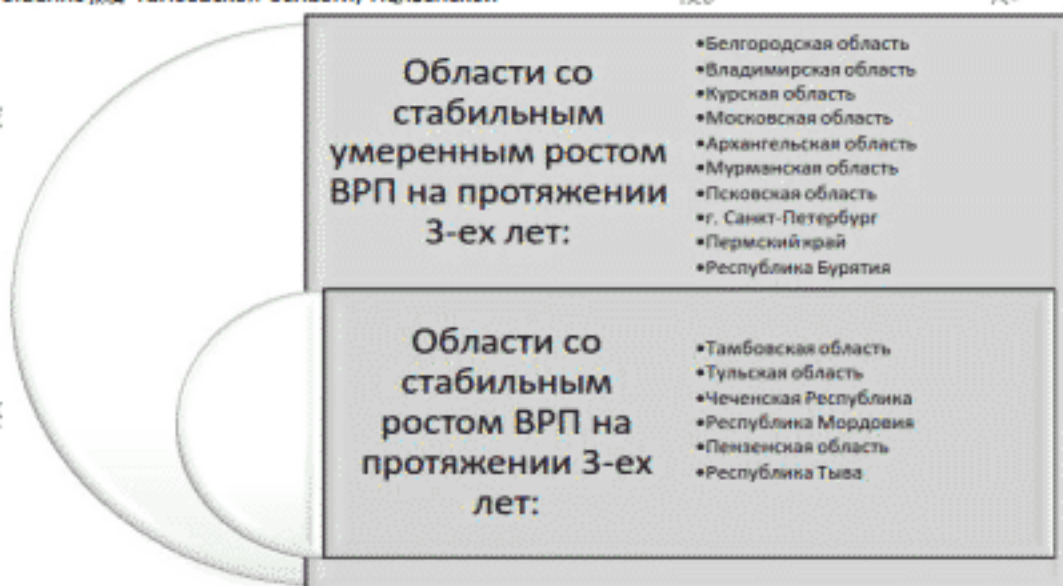 Тамбовской области,
Области со
стабильным
умеренным ростом
ВРП на протяжении
3-ех лет:
•Белгородская область
•Владимирская область
•Курская область
•Московская область
•Архангельская область
•Мурманская область
•Псковская область
•г. Санкт-Петербург
•Пермский край
•Республика Бурятия
Области со
стабильным
ростом ВРП на
протяжении 3-ех
лет:
•Тамбовская область
•Тульская область
•Чеченская Республика
•Республика Мордовия
•Пензенская область
•Республика Тыва